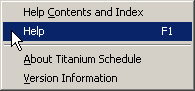 Help Contents and Index
Help F1
About Titanium Schedule
Version Information